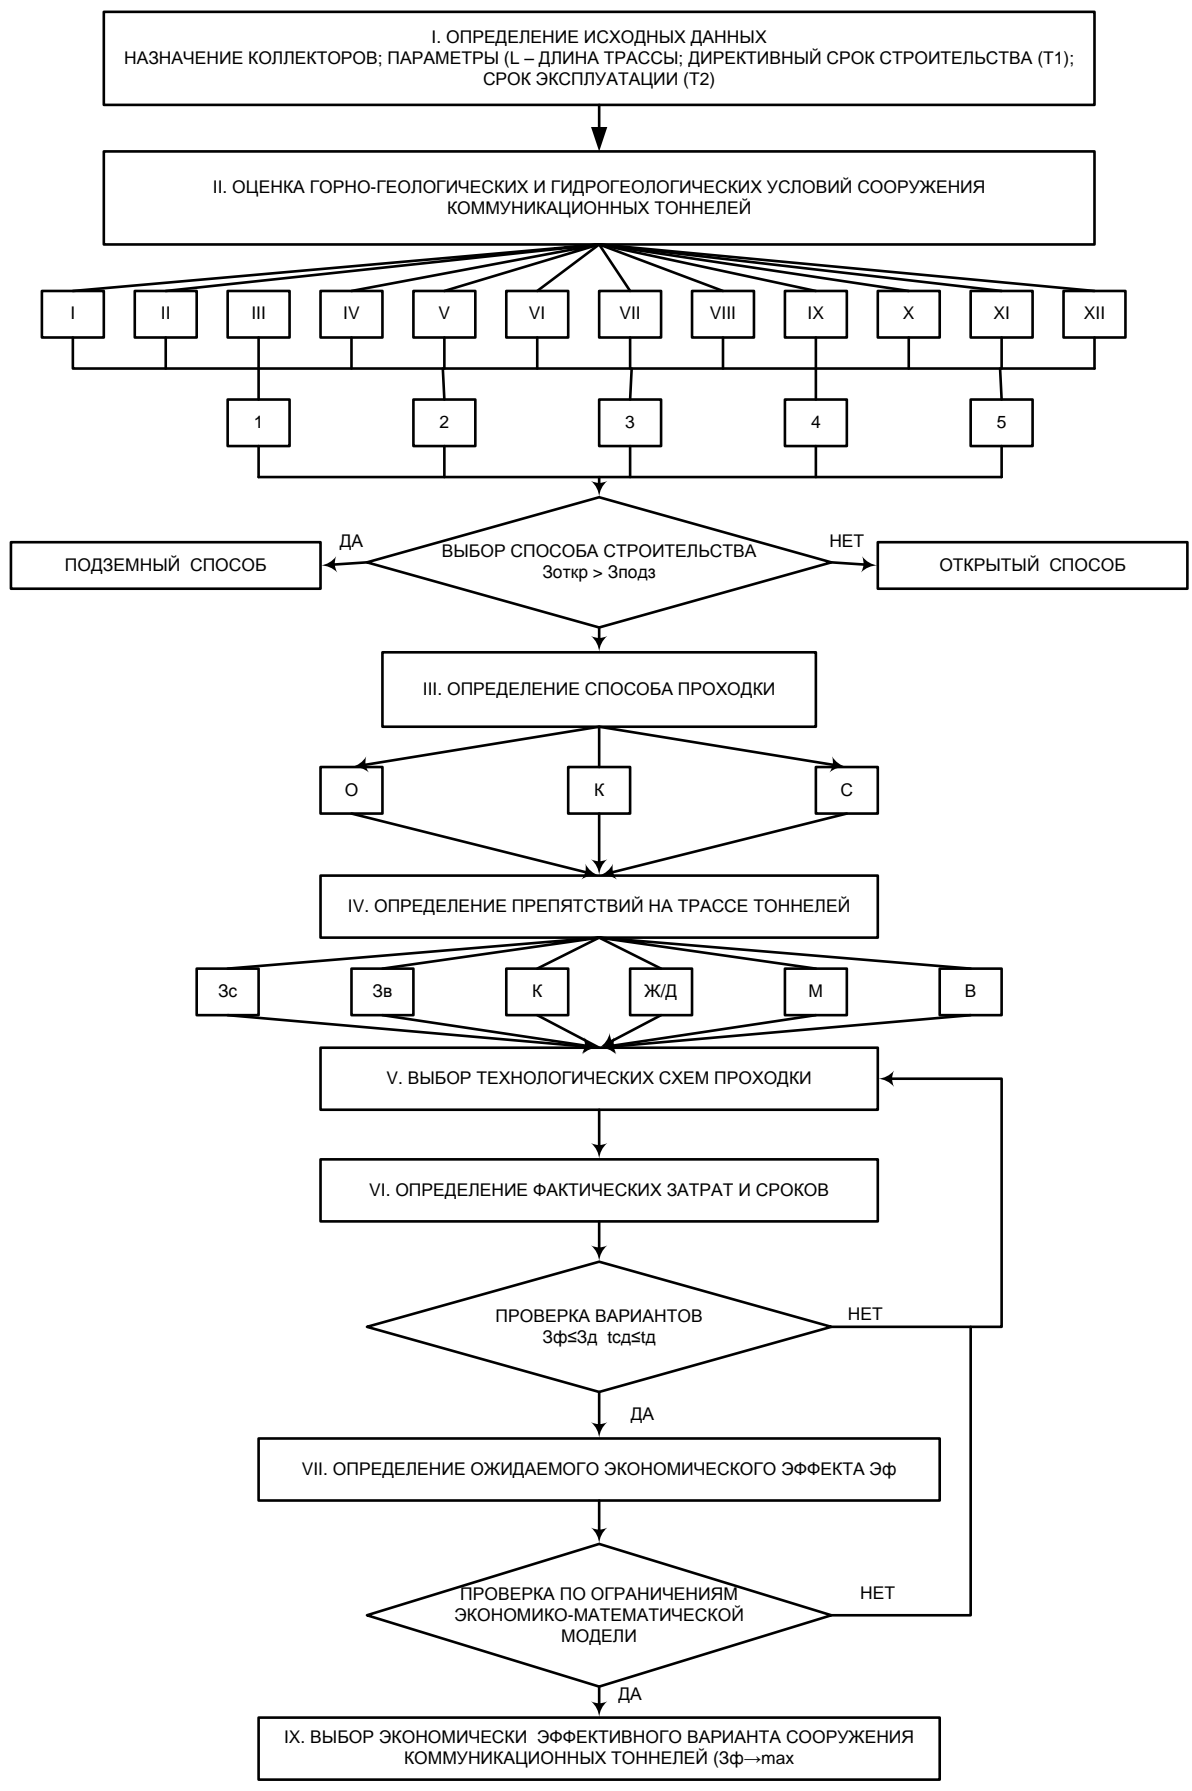 I. ОПРЕДЕЛЕНИЕ ИСХОДНЫХ ДАННЫХ
НАЗНАЧЕНИЕ КОЛЛЕКТОРОВ; ПАРАМЕТРЫ (L – ДЛИНА ТРАССЫ; ДИРЕКТИВНЫЙ СРОК СТРОИТЕЛЬСТВА (Т1);
СРОК ЭКСПЛУАТАЦИИ (Т2)
II. ОЦЕНКА ГОРНО-ГЕОЛОГИЧЕСКИХ И ГИДРОГЕОЛОГИЧЕСКИХ УСЛОВИЙ СООРУЖЕНИЯ
КОММУНИКАЦИОННЫХ ТОННЕЛЕЙ
I II III IV V VI VII VIII IX X XI XII
1 2 3 4 5
ДА
НЕТ
ПОДЗЕМНЫЙ СПОСОБ
ВЫБОР СПОСОБА СТРОИТЕЛЬСТВА
Зоткр > Зподз
ОТКРЫТЫЙ СПОСОБ
III. ОПРЕДЕЛЕНИЕ СПОСОБА ПРОХОДКИ
О К С
IV. ОПРЕДЕЛЕНИЕ ПРЕПЯТСТВИЙ НА ТРАССЕ ТОННЕЛЕЙ
Зс Зв К Ж/Д М В
V. ВЫБОР ТЕХНОЛОГИЧЕСКИХ СХЕМ ПРОХОДКИ
VI. ОПРЕДЕЛЕНИЕ ФАКТИЧЕСКИХ ЗАТРАТ И СРОКОВ
ПРОВЕРКА ВАРИАНТОВ
Зф≤Зд tсд≤tд
НЕТ
ДА
VII. ОПРЕДЕЛЕНИЕ ОЖИДАЕМОГО ЭКОНОМИЧЕСКОГО ЭФФЕКТА Эф
ПРОВЕРКА ПО ОГРАНИЧЕНИЯМ
ЭКОНОМИКО-МАТЕМАТИЧЕСКОЙ
МОДЕЛИ
НЕТ
ДА
IX. ВЫБОР ЭКОНОМИЧЕСКИ ЭФФЕКТИВНОГО ВАРИАНТА СООРУЖЕНИЯ
КОММУНИКАЦИОННЫХ ТОННЕЛЕЙ (Зф→max